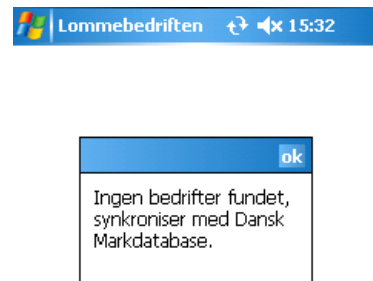 Lommebedriften 15:32
ok
Ingen bedrifter fundet,
synkroniser med Dansk
Markdatabase.